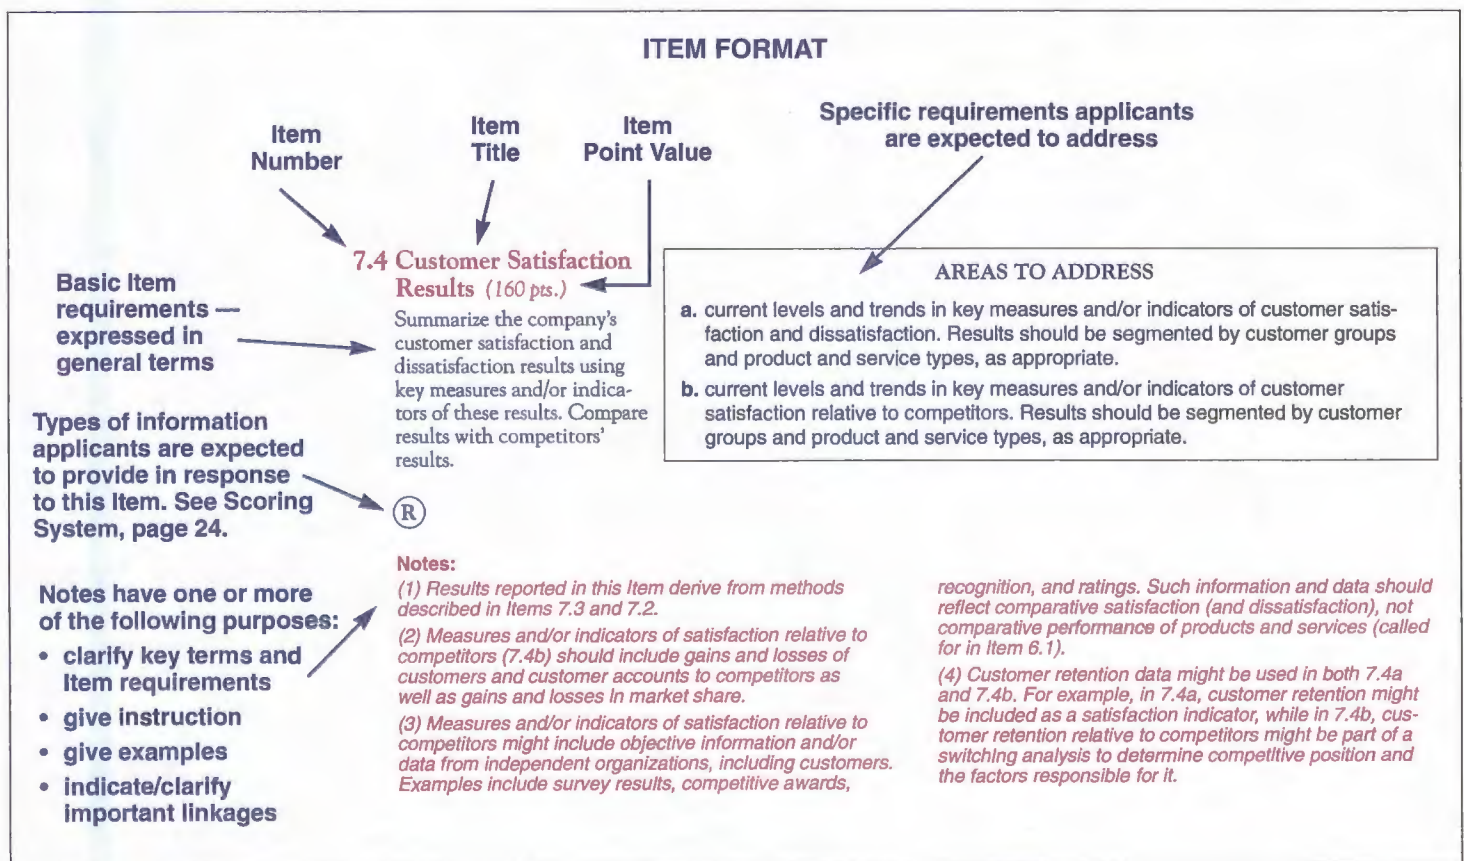 ITEM FORMAT
Item
Number
Item
Title
Item
Point Value
Specific requirements applicants
are expected to address
7.4 Customer Satisfaction
Results (160 pts.)
Basic Item
requirements —
expressed in
general terms
Summarize the company's
customer satisfaction and
dissatisfaction results using
key measures and/or indica-
tors of these results. Compare
results with competitors'
results.
AREAS TO ADDRESS
a. current levels and trends in key measures and/or indicators of customer satis-
faction and dissatisfaction. Results should be segmented by customer groups
and product and service types, as appropriate.
b. current levels and trends in key measures and/or indicators of customer
satisfaction relative to competitors. Results should be segmented by customer
groups and product and service types, as appropriate.
Types of information
applicants are expected
to provide in response
to this Item. See Scoring
System, page 24.
R
Notes have one or more
of the following purposes:
• clarify key terms and
Item requirements
• give instruction
• give examples
• indicate/clarify
important linkages
Notes:
(1) Results reported in this Item derive from methods
described in Items 7.3 and 7.2.
(2) Measures and/or indicators of satisfaction relative to
competitors (7.4b) should include gains and losses of
customers and customer accounts to competitors as
well as gains and losses in market share.
(3) Measures and/or indicators of satisfaction relative to
competitors might include objective information and/or
data from independent organizations, including customers.
Examples include survey results, competitive awards,
recognition, and ratings. Such information and data should
reflect comparative satisfaction (and dissatisfaction), not
comparative performance of products and services (called
for in Item 6.1).
(4) Customer retention data might be used in both 7.4a
and 7.4b. For example, in 7.4a, customer retention might
be included as a satisfaction indicator, while in 7.4b, cus-
tomer retention relative to competitors might be part of a
switching analysis to determine competitive position and
the factors responsible for it.